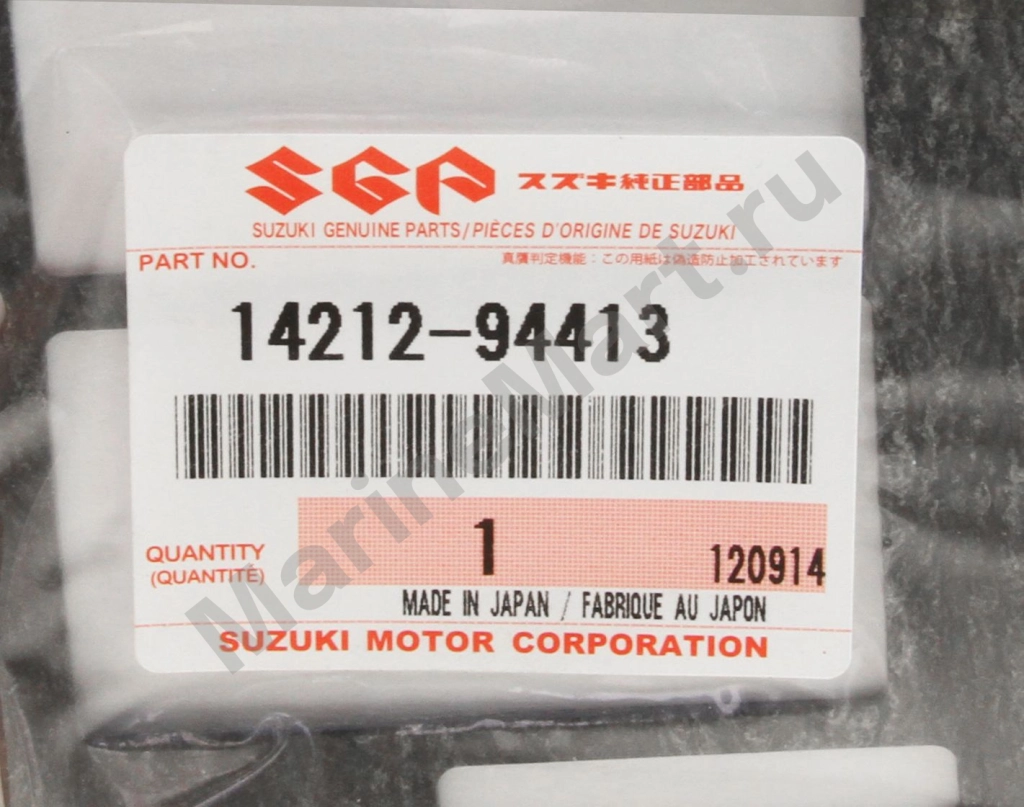 SGP スズキ純正部品
SUZUKI GENUINE PARTS/PIÈCES D'ORIGINE DE SUZUKI
PART NO. 真贋判定機能：この用紙は偽造防止加工されています
14212-94413
QUANTITY 1 120914
(QUANTITÉ)
MADE IN JAPAN / FABRIQUE AU JAPON
SUZUKI MOTOR CORPORATION
MarineMart.ru